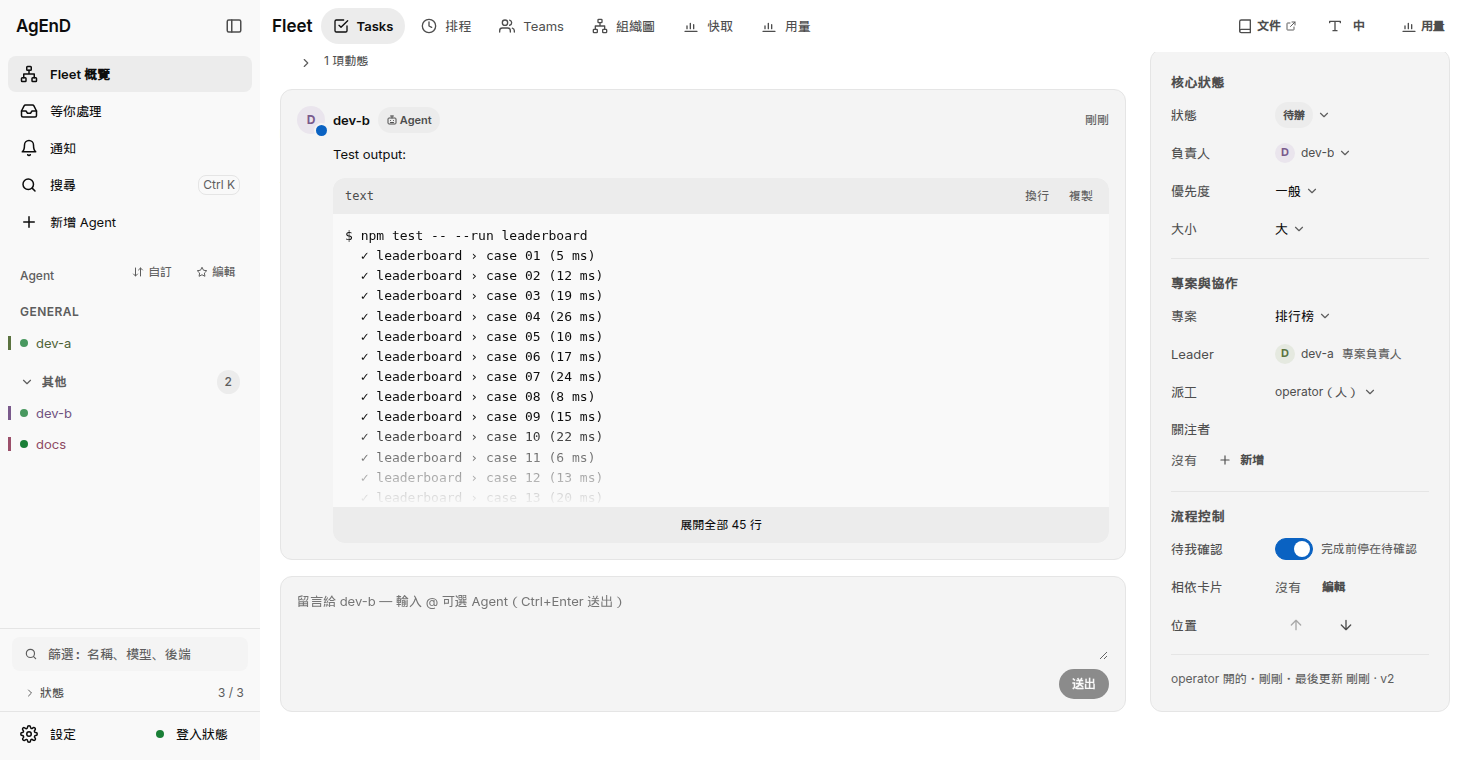 AgEnD
Fleet 概覽
等你處理
通知
搜尋 Ctrl K
新增 Agent
Agent 自訂 編輯
GENERAL
dev-a
其他 2
dev-b
docs
篩選：名稱、模型、後端
狀態 3 / 3
設定 登入狀態
Fleet Tasks 排程 Teams 組織圖 快取 用量
文件 中 用量
1 項動態
D dev-b Agent 剛剛
Test output:
text 換行 複製
$ npm test -- --run leaderboard
✓ leaderboard › case 01 (5 ms)
✓ leaderboard › case 02 (12 ms)
✓ leaderboard › case 03 (19 ms)
✓ leaderboard › case 04 (26 ms)
✓ leaderboard › case 05 (10 ms)
✓ leaderboard › case 06 (17 ms)
✓ leaderboard › case 07 (24 ms)
✓ leaderboard › case 08 (8 ms)
✓ leaderboard › case 09 (15 ms)
✓ leaderboard › case 10 (22 ms)
✓ leaderboard › case 11 (6 ms)
✓ leaderboard › case 12 (13 ms)
✓ leaderboard › case 13 (20 ms)
展開全部 45 行
留言給 dev-b — 輸入 @ 可選 Agent（Ctrl+Enter 送出）
送出
核心狀態
狀態 待辦
負責人 D dev-b
優先度 一般
大小 大
專案與協作
專案 排行榜
Leader D dev-a 專案負責人
派工 operator（人）
關注者
沒有 新增
流程控制
待我確認 完成前停在待確認
相依卡片 沒有 編輯
位置
operator 開的・剛剛・最後更新 剛剛 · v2